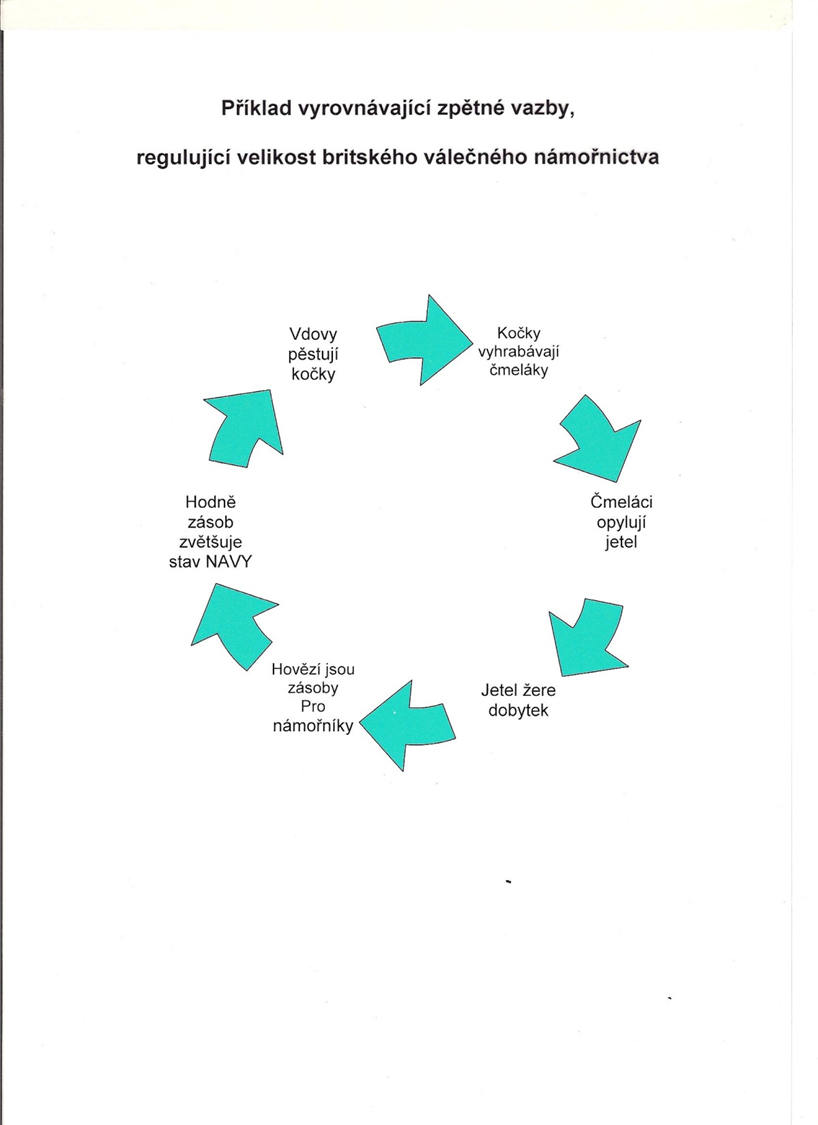 Příklad vyrovnávající zpětné vazby,
regulující velikost britského válečného námořnictva
Vdovy
pěstují
kočky
Kočky
vyhrabávají
čmeláky
Čmeláci
opylují
jetel
Jetel žere
dobytek
Hovězí jsou
zásoby
Pro
námořníky
Hodně
zásob
zvětšuje
stav NAVY